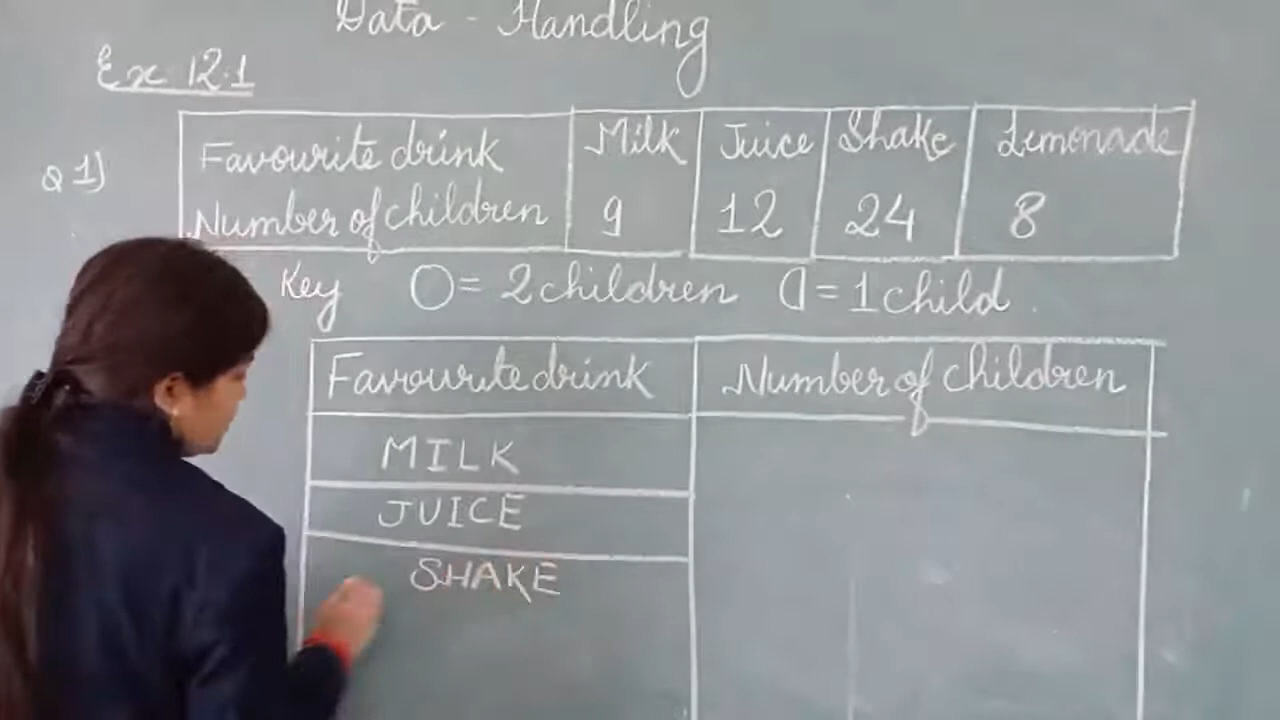 Data - Handling
Ex 12.1
Q 1)
Favourite drink Milk Juice Shake Lemonade
Number of children 9 12 24 8
Key O = 2 children D = 1 child.
Favourite drink Number of children
MILK
JUICE
SHAKE